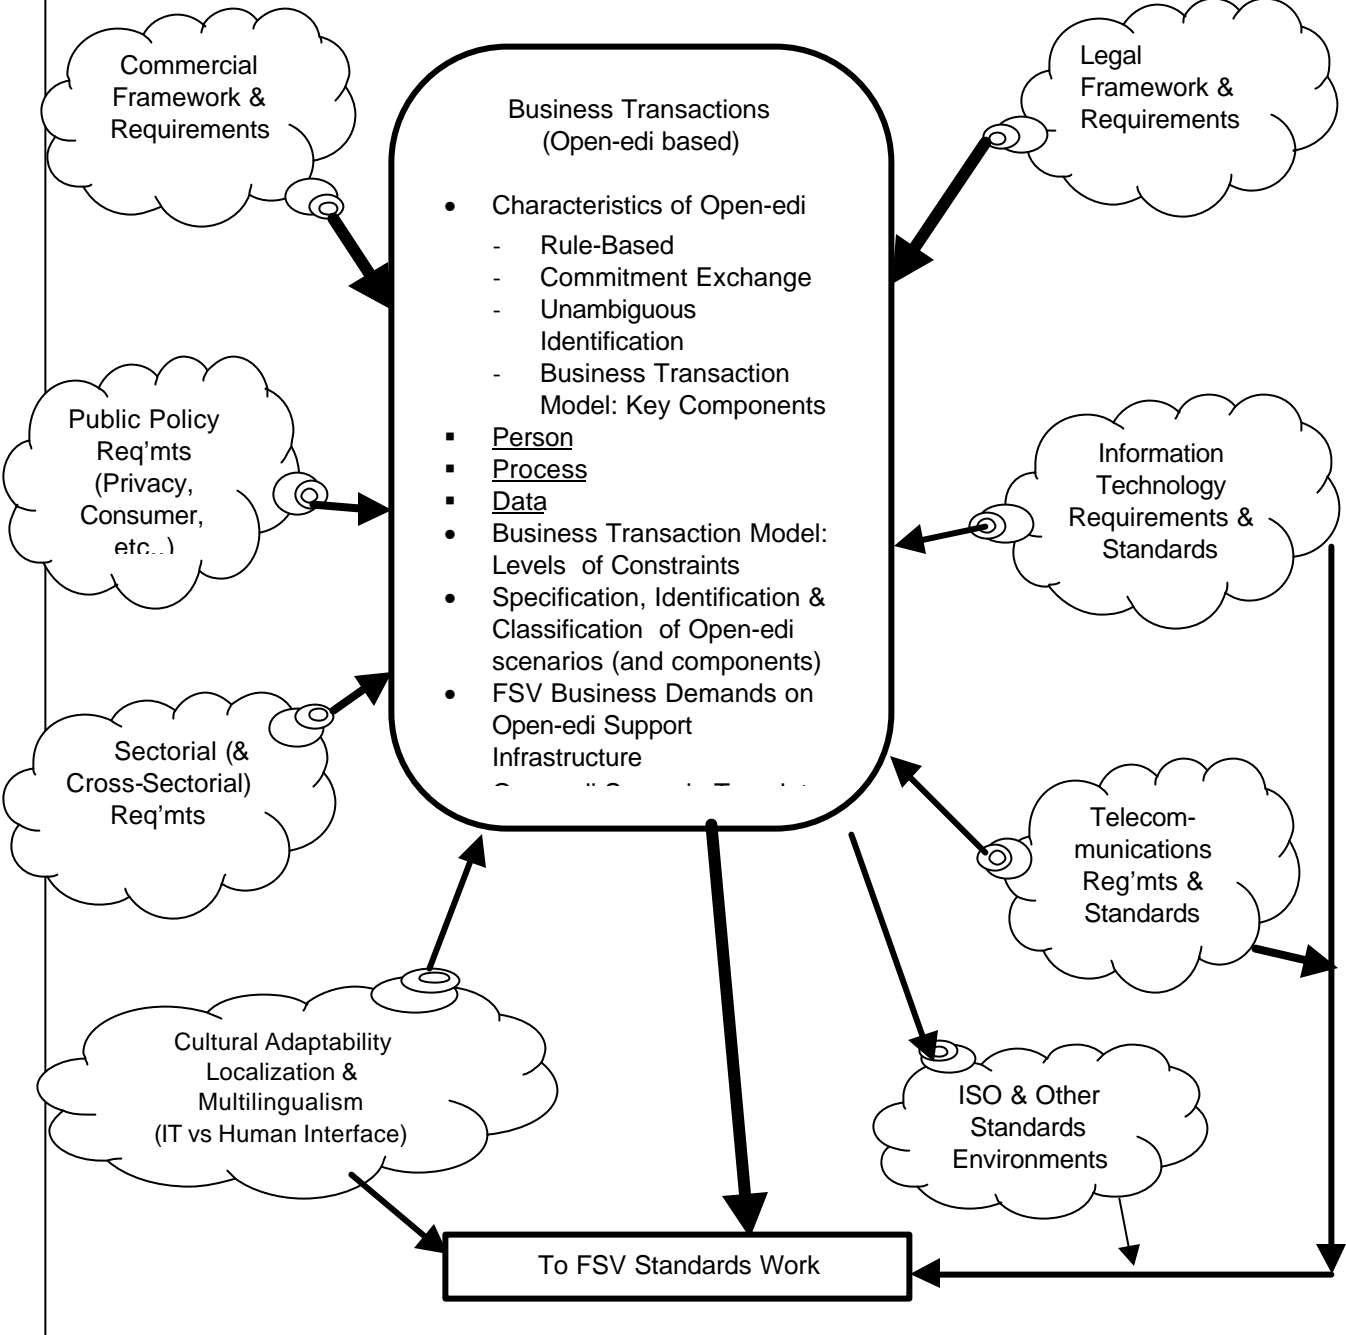 Commercial
Framework &
Requirements
Legal
Framework &
Requirements
Business Transactions
(Open-edi based)
• Characteristics of Open-edi
- Rule-Based
- Commitment Exchange
- Unambiguous
Identification
- Business Transaction
Model: Key Components
▪ Person
▪ Process
▪ Data
• Business Transaction Model:
Levels of Constraints
• Specification, Identification &
Classification of Open-edi
scenarios (and components)
• FSV Business Demands on
Open-edi Support
Infrastructure
Public Policy
Req'mts
(Privacy,
Consumer,
etc..)
Information
Technology
Requirements &
Standards
Sectorial (&
Cross-Sectorial)
Req'mts
Telecom-
munications
Reg'mts &
Standards
Cultural Adaptability
Localization &
Multilingualism
(IT vs Human Interface)
ISO & Other
Standards
Environments
To FSV Standards Work